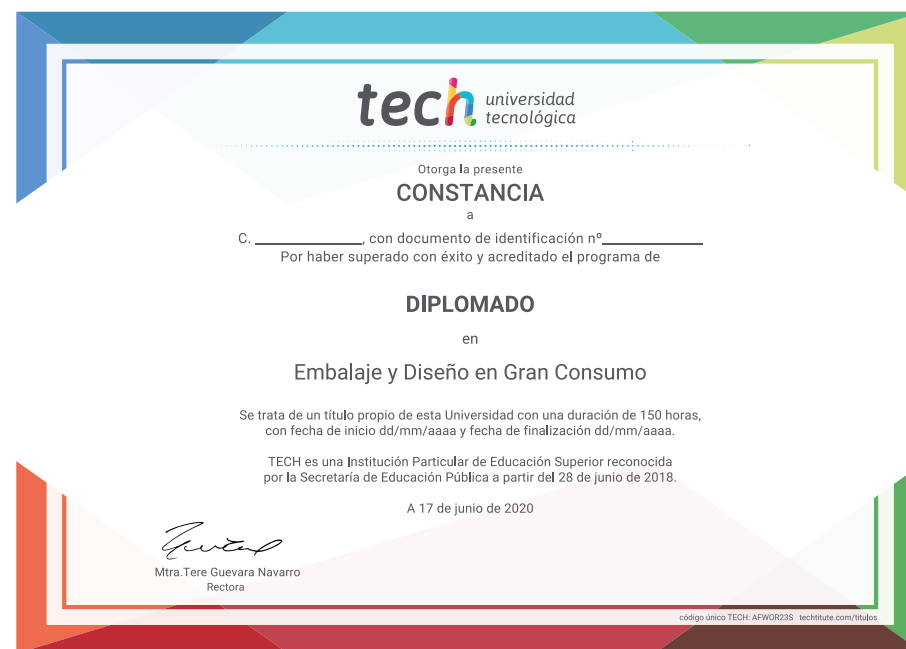 tech universidad
tecnológica
Otorga la presente
CONSTANCIA
a
C. ____________, con documento de identificación nº____________
Por haber superado con éxito y acreditado el programa de
DIPLOMADO
en
Embalaje y Diseño en Gran Consumo
Se trata de un título propio de esta Universidad con una duración de 150 horas,
con fecha de inicio dd/mm/aaaa y fecha de finalización dd/mm/aaaa.
TECH es una Institución Particular de Educación Superior reconocida
por la Secretaría de Educación Pública a partir del 28 de junio de 2018.
A 17 de junio de 2020
Mtra.Tere Guevara Navarro
Rectora
código único TECH: AFWOR23S techtitute.com/titulos